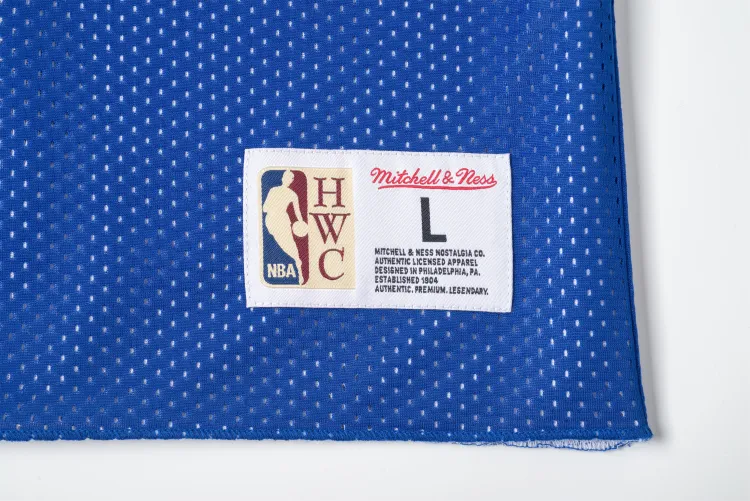 NBA
H
W
C
Mitchell & Ness
L
MITCHELL & NESS NOSTALGIA CO.
AUTHENTIC LICENSED APPAREL
DESIGNED IN PHILADELPHIA, PA.
ESTABLISHED 1904
AUTHENTIC. PREMIUM. LEGENDARY.